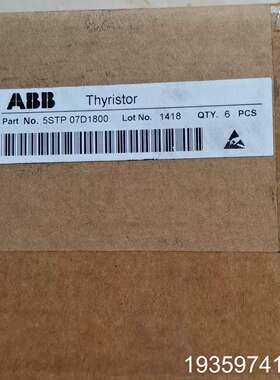 ABB Thyristor
Part No. 5STP 07D1800 Lot No. 1418 QTY. 6 PCS
19359741